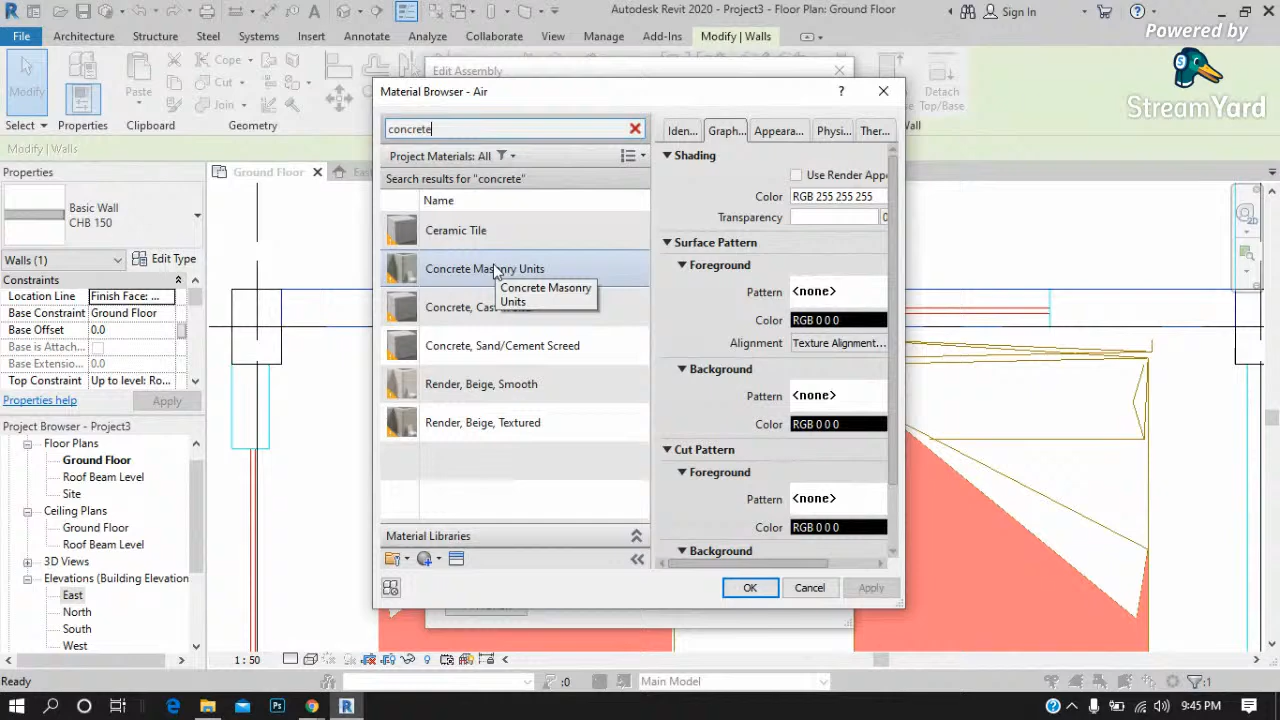 Autodesk Revit 2020 - Project3 - Floor Plan: Ground Floor
Sign In
File
Architecture
Structure
Steel
Systems
Insert
Annotate
Analyze
Collaborate
View
Manage
Add-Ins
Modify | Walls
Powered by
StreamYard
Modify
Paste
Cope
Cut
Join
Detach
Top/Base
Select
Properties
Clipboard
Geometry
Wall
Modify | Walls
Properties
Basic Wall
CHB 150
Walls (1)
Edit Type
Constraints
Location Line
Finish Face: ...
Base Constraint
Ground Floor
Base Offset
0.0
Base is Attach...
Base Extensio...
0.0
Top Constraint
Up to level: Ro...
Properties help
Apply
Project Browser - Project3
Floor Plans
Ground Floor
Roof Beam Level
Site
Ceiling Plans
Ground Floor
Roof Beam Level
3D Views
Elevations (Building Elevation
East
North
South
West
Ground Floor
Edit Assembly
Material Browser - Air
concrete
Project Materials: All
Search results for "concrete"
Name
Ceramic Tile
Concrete Masonry Units
Concrete Masonry
Units
Concrete, Sand/Cement Screed
Render, Beige, Smooth
Render, Beige, Textured
Material Libraries
Iden...
Graph...
Appeara...
Physi...
Ther...
Shading
Use Render Appe
Color
RGB 255 255 255
Transparency
Surface Pattern
Foreground
Pattern
<none>
Color
RGB 0 0 0
Alignment
Texture Alignment...
Background
Pattern
<none>
Color
RGB 0 0 0
Cut Pattern
Foreground
Pattern
<none>
Color
RGB 0 0 0
Background
OK
Cancel
Apply
1 : 50
Ready
:0
Main Model
:1
9:45 PM